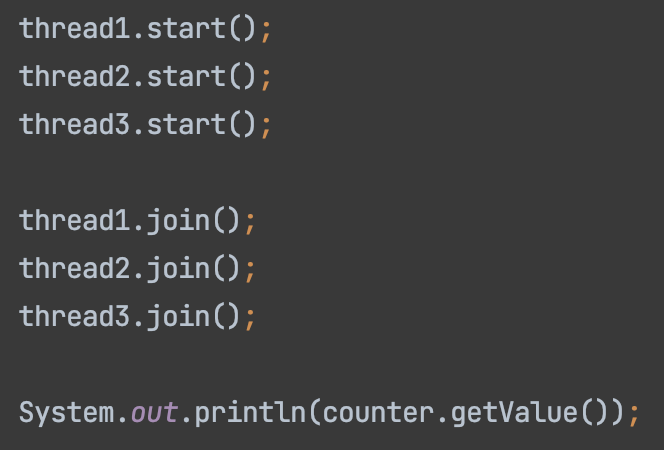 thread1.start();
thread2.start();
thread3.start();
thread1.join();
thread2.join();
thread3.join();
System.out.println(counter.getValue());